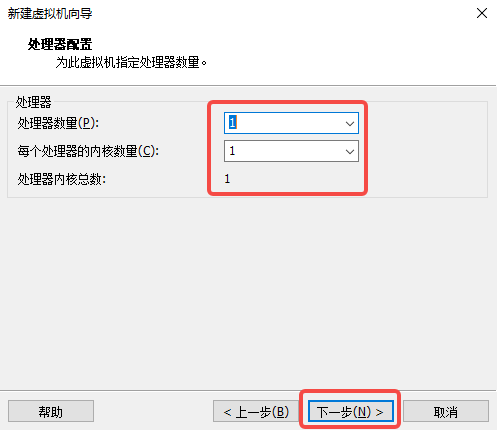 新建虚拟机向导
处理器配置
为此虚拟机指定处理器数量。
处理器
处理器数量(P): 1
每个处理器的内核数量(C): 1
处理器内核总数: 1
帮助 < 上一步(B) 下一步(N) > 取消